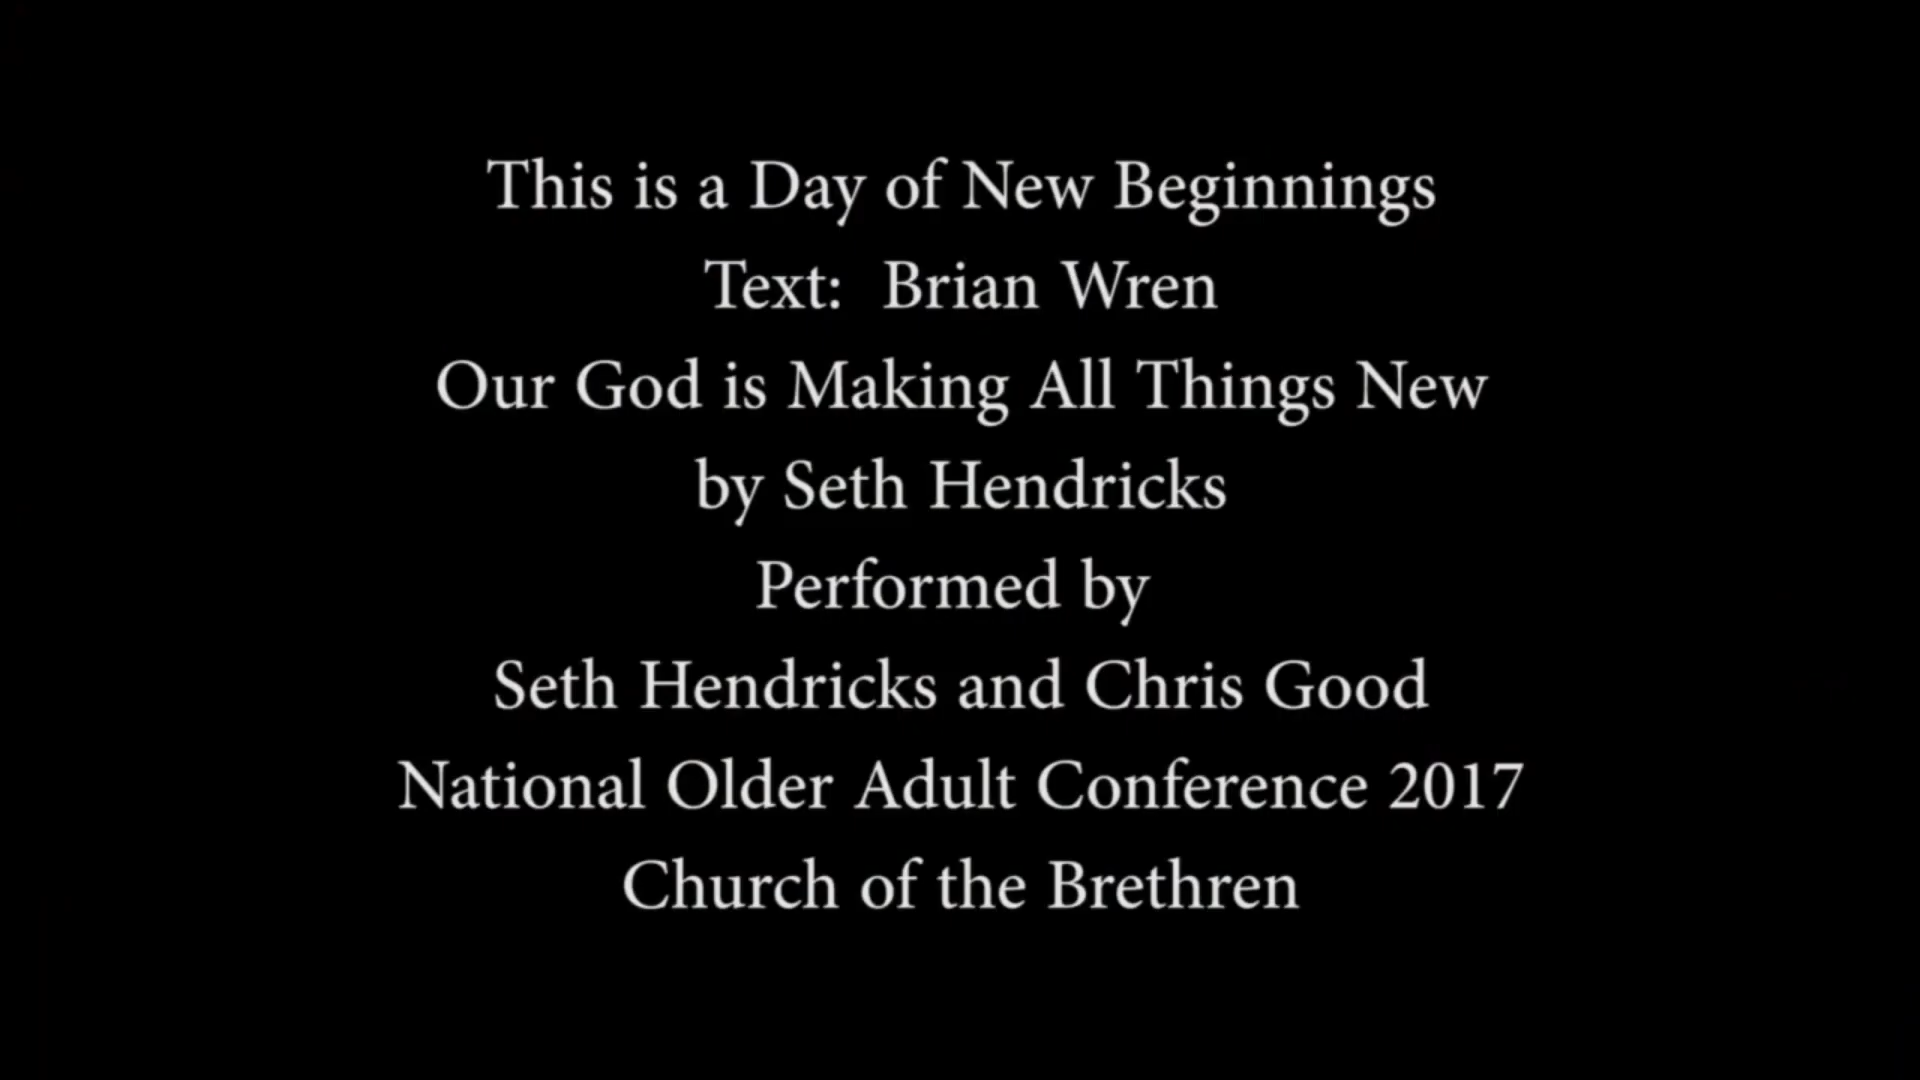 This is a Day of New Beginnings
Text:  Brian Wren
Our God is Making All Things New
by Seth Hendricks
Performed by
Seth Hendricks and Chris Good
National Older Adult Conference 2017
Church of the Brethren